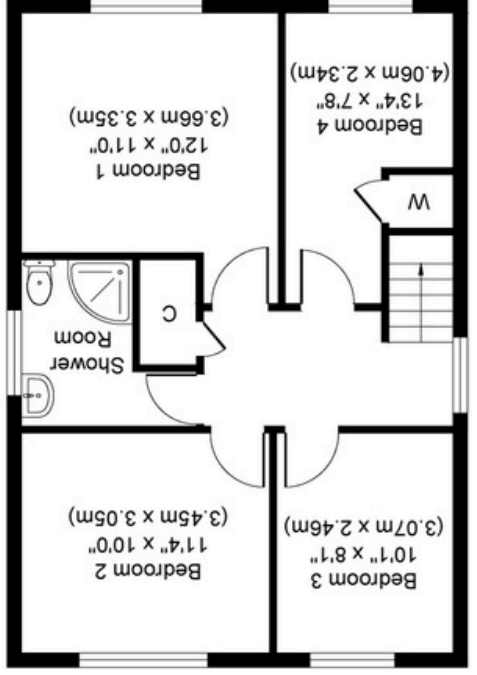 Bedroom 3
10'1" x 8'1"
(3.07m x 2.46m)
Bedroom 2
11'4" x 10'0"
(3.45m x 3.05m)
Shower
Room
C
W
Bedroom 4
13'4" x 7'8"
(4.06m x 2.34m)
Bedroom 1
12'0" x 11'0"
(3.66m x 3.35m)